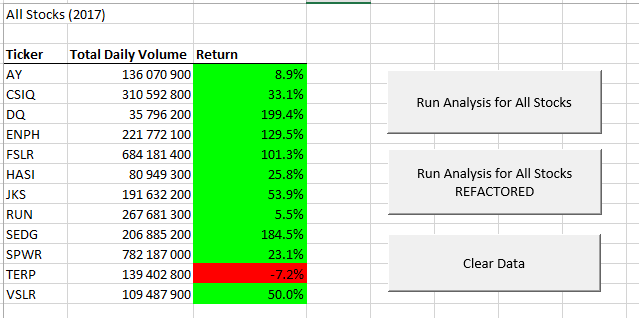 All Stocks (2017)
Ticker Total Daily Volume Return
AY 136 070 900 8.9%
CSIQ 310 592 800 33.1%
DQ 35 796 200 199.4%
ENPH 221 772 100 129.5%
FSLR 684 181 400 101.3%
HASI 80 949 300 25.8%
JKS 191 632 200 53.9%
RUN 267 681 300 5.5%
SEDG 206 885 200 184.5%
SPWR 782 187 000 23.1%
TERP 139 402 800 -7.2%
VSLR 109 487 900 50.0%
Run Analysis for All Stocks
Run Analysis for All Stocks
REFACTORED
Clear Data